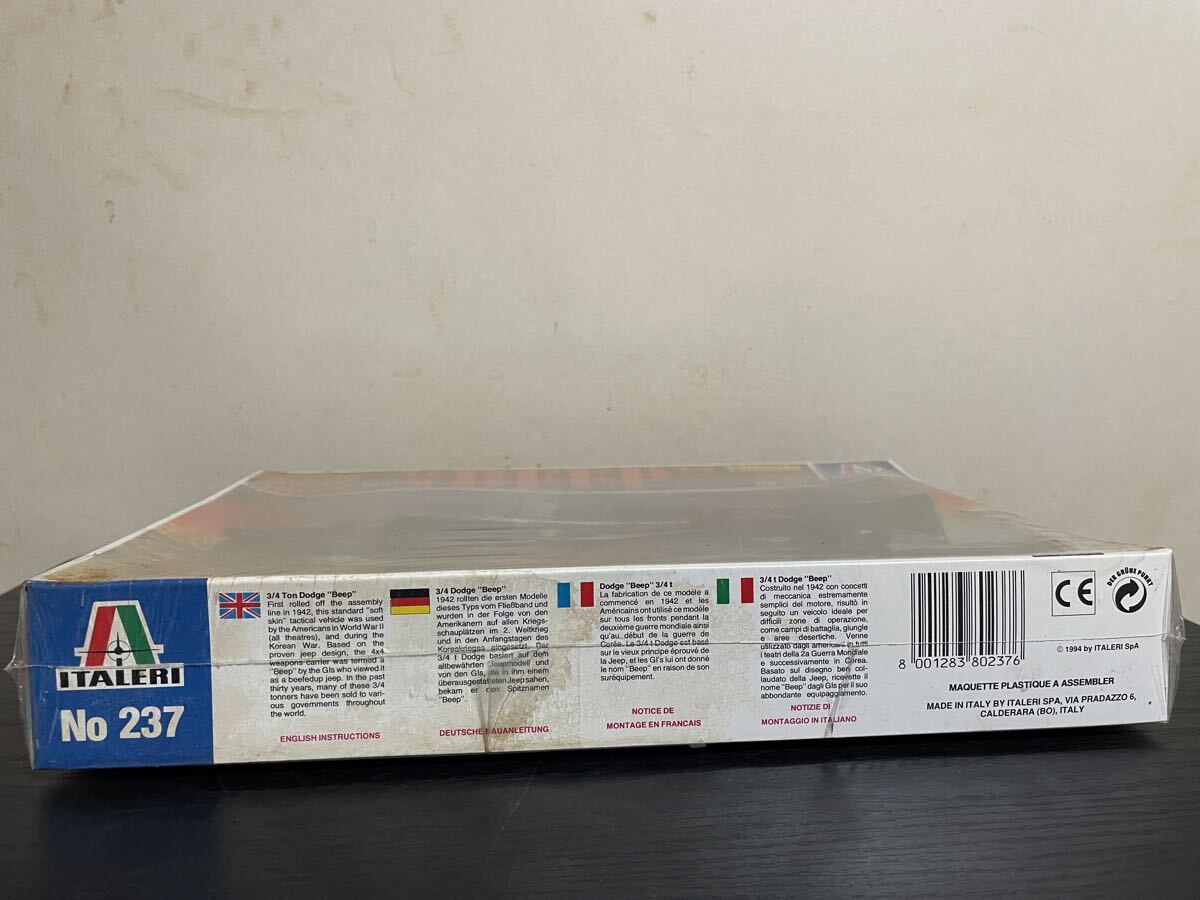 ITALERI
No 237
3/4 Ton Dodge "Beep"
First rolled off the assembly
line in 1942, this standard "soft
skin" tactical vehicle was used
by the Americans in World War II
(all theatres), and during the
Korean War. Based on the
proven jeep design, the 4x4
weapons carrier was termed a
"Beep" by the GIs who viewed it
as a beefedup jeep. In the past
thirty years, many of these 3/4
tonners have been sold to vari-
ous governments throughout
the world.
ENGLISH INSTRUCTIONS
3/4 Dodge "Beep"
1942 rollten die ersten Modelle
dieses Typs vom Fließband und
wurden in der Folge von den
Amerikanern auf allen Kriegs-
schauplätzen im 2. Weltkrieg
und in den Anfangstagen des
Koreakrieges eingesetzt. Dar
3/4 t Dodge basiert auf dem
altbewährten Jeepmodell und
von den GIs, die in ihm einem
überausgestatteten Jeep sahen,
bekam er den Spitznamen
"Beep".
DEUTSCHE BAUANLEITUNG
Dodge "Beep" 3/4 t
La fabrication de ce modèle a
commencé en 1942 et les
Américains ont utilisé ce modèle
sur tous les fronts pendant la
deuxième guerre mondiale ainsi
qu'au début de la guerre de
Corée. Le 3/4 t Dodge est basé
sur le vieux principe éprouvé de
la Jeep, et les GI's lui ont donné
le nom "Beep" en raison de son
suréquipement.
NOTICE DE
MONTAGE EN FRANCAIS
3/4 t Dodge "Beep"
Costruito nel 1942 con concetti
di meccanica estremamente
semplici del motore, risultò in
seguito un veicolo ideale per
difficili zone di operazione,
come campi di battaglia, giungle
e aree desertiche. Venne
utilizzato dagli americani in tutti
i teatri della 2a Guerra Mondiale
e successivamente in Corea.
Basato sul disegno ben col-
laudato della Jeep, ricevette il
nome "Beep" dagli GIs per il suo
abbondante equipaggiamento.
NOTIZIE DI
MONTAGGIO IN ITALIANO
8 001283 802376
CE
DER GRÜNE PUNKT
© 1994 by ITALERI SpA
MAQUETTE PLASTIQUE A ASSEMBLER
MADE IN ITALY BY ITALERI SPA, VIA PRADAZZO 6,
CALDERARA (BO), ITALY